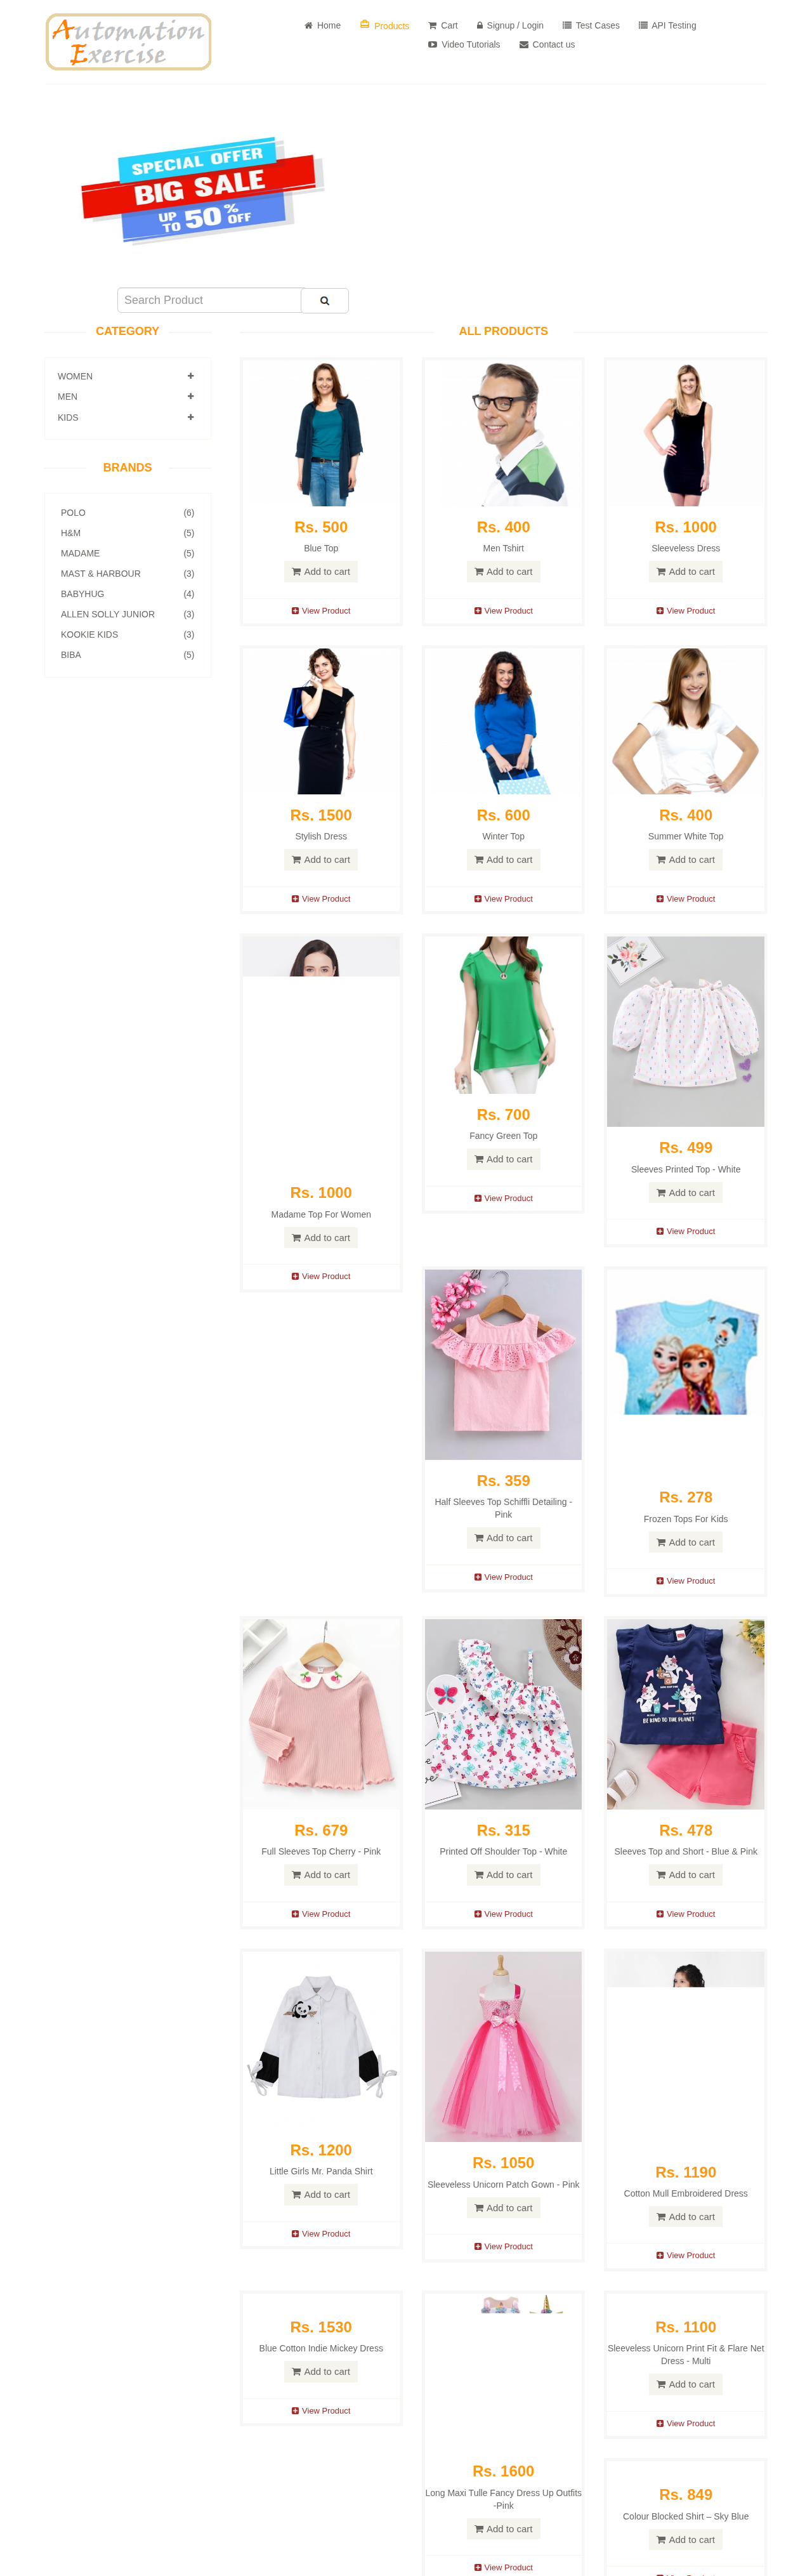 Automation
Exercise
Home
Products
Cart
Signup / Login
Test Cases
API Testing
Video Tutorials
Contact us
SPECIAL OFFER
BIG SALE
UP TO 50% OFF
Search Product
CATEGORY
WOMEN
MEN
KIDS
BRANDS
POLO (6)
H&M (5)
MADAME (5)
MAST & HARBOUR (3)
BABYHUG (4)
ALLEN SOLLY JUNIOR (3)
KOOKIE KIDS (3)
BIBA (5)
ALL PRODUCTS
Rs. 500
Blue Top
Add to cart
View Product
Rs. 400
Men Tshirt
Add to cart
View Product
Rs. 1000
Sleeveless Dress
Add to cart
View Product
Rs. 1500
Stylish Dress
Add to cart
View Product
Rs. 600
Winter Top
Add to cart
View Product
Rs. 400
Summer White Top
Add to cart
View Product
Rs. 1000
Madame Top For Women
Add to cart
View Product
Rs. 700
Fancy Green Top
Add to cart
View Product
Rs. 499
Sleeves Printed Top - White
Add to cart
View Product
Rs. 359
Half Sleeves Top Schiffli Detailing -
Pink
Add to cart
View Product
Rs. 278
Frozen Tops For Kids
Add to cart
View Product
Rs. 679
Full Sleeves Top Cherry - Pink
Add to cart
View Product
Rs. 315
Printed Off Shoulder Top - White
Add to cart
View Product
BE KIND TO THE PLANET
Rs. 478
Sleeves Top and Short - Blue & Pink
Add to cart
View Product
Rs. 1200
Little Girls Mr. Panda Shirt
Add to cart
View Product
Rs. 1050
Sleeveless Unicorn Patch Gown - Pink
Add to cart
View Product
Rs. 1190
Cotton Mull Embroidered Dress
Add to cart
View Product
Rs. 1530
Blue Cotton Indie Mickey Dress
Add to cart
View Product
Rs. 1600
Long Maxi Tulle Fancy Dress Up Outfits
-Pink
Add to cart
View Product
Rs. 1100
Sleeveless Unicorn Print Fit & Flare Net
Dress - Multi
Add to cart
View Product
Rs. 849
Colour Blocked Shirt – Sky Blue
Add to cart